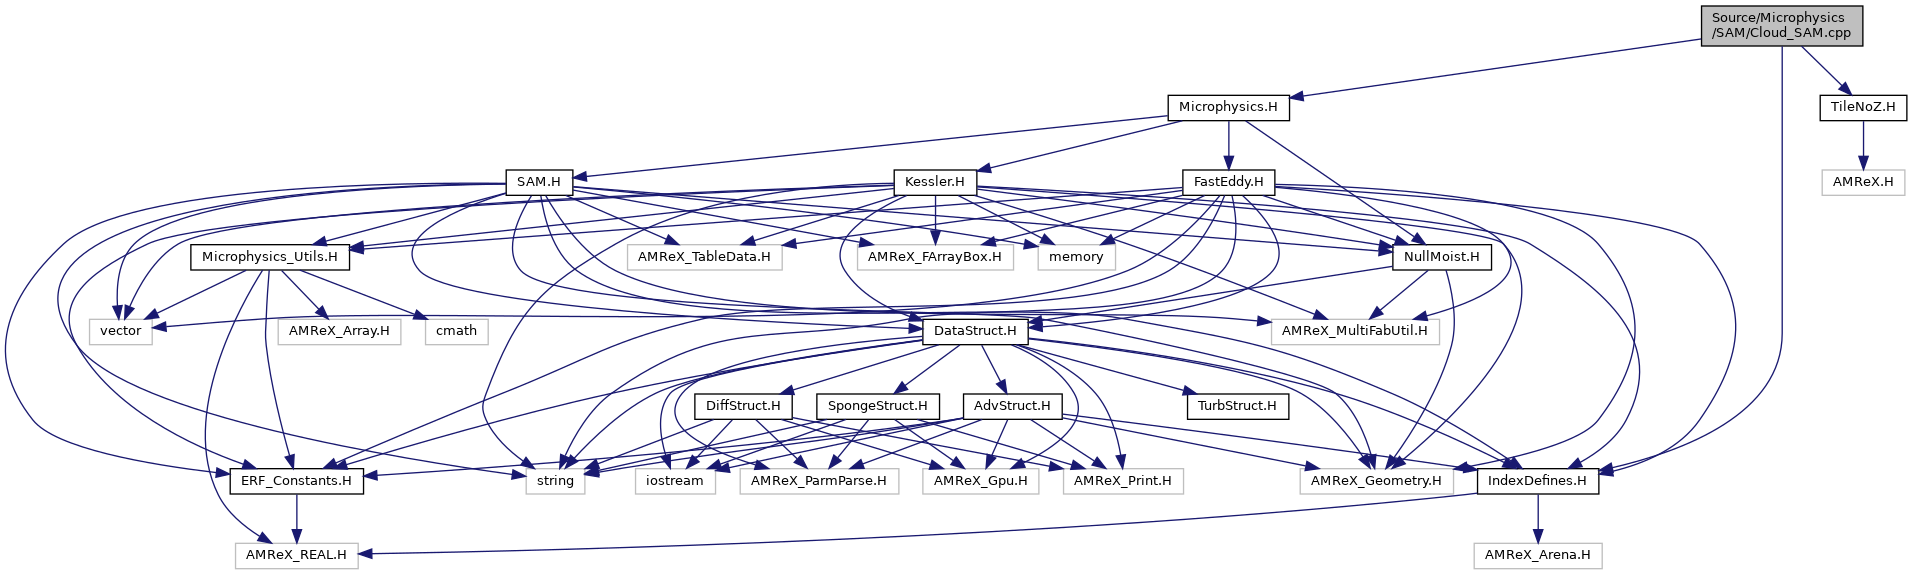 Source/Microphysics
/SAM/Cloud_SAM.cpp
Microphysics.H
TileNoZ.H
SAM.H
Kessler.H
FastEddy.H
AMReX.H
Microphysics_Utils.H
AMReX_TableData.H
AMReX_FArrayBox.H
memory
NullMoist.H
vector
AMReX_Array.H
cmath
DataStruct.H
AMReX_MultiFabUtil.H
DiffStruct.H
SpongeStruct.H
AdvStruct.H
TurbStruct.H
ERF_Constants.H
string
iostream
AMReX_ParmParse.H
AMReX_Gpu.H
AMReX_Print.H
AMReX_Geometry.H
IndexDefines.H
AMReX_REAL.H
AMReX_Arena.H